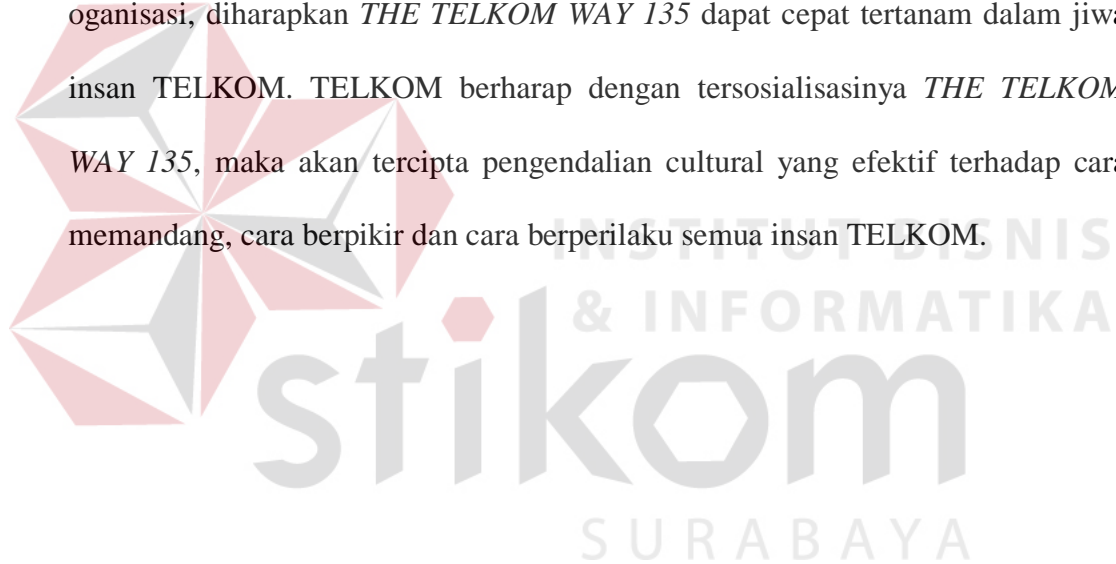 oganisasi, diharapkan THE TELKOM WAY 135 dapat cepat tertanam dalam jiwa
insan TELKOM. TELKOM berharap dengan tersosialisasinya THE TELKOM
WAY 135, maka akan tercipta pengendalian cultural yang efektif terhadap cara
memandang, cara berpikir dan cara berperilaku semua insan TELKOM.
INSTITUT BISNIS
& INFORMATIKA
stikom
SURABAYA